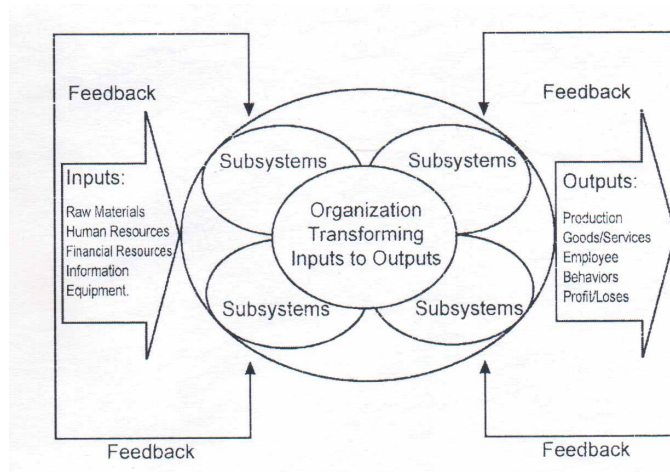 Feedback
Feedback
Subsystems
Subsystems
Inputs:
Raw Materials
Human Resources
Financial Resources
Information
Equipment.
Organization
Transforming
Inputs to Outputs
Outputs:
Production
Goods/Services
Employee
Behaviors
Profit/Loses
Subsystems
Subsystems
Feedback
Feedback